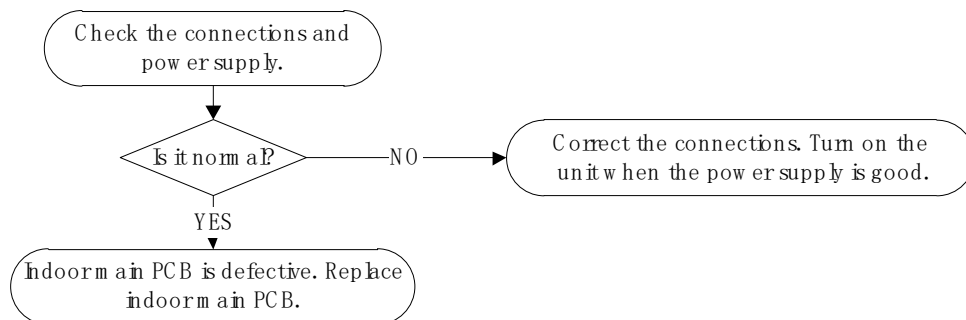 Check the connections and
power supply.
Is it normal?
NO
Correct the connections. Turn on the
unit when the power supply is good.
YES
Indoor main PCB is defective. Replace
indoor main PCB.